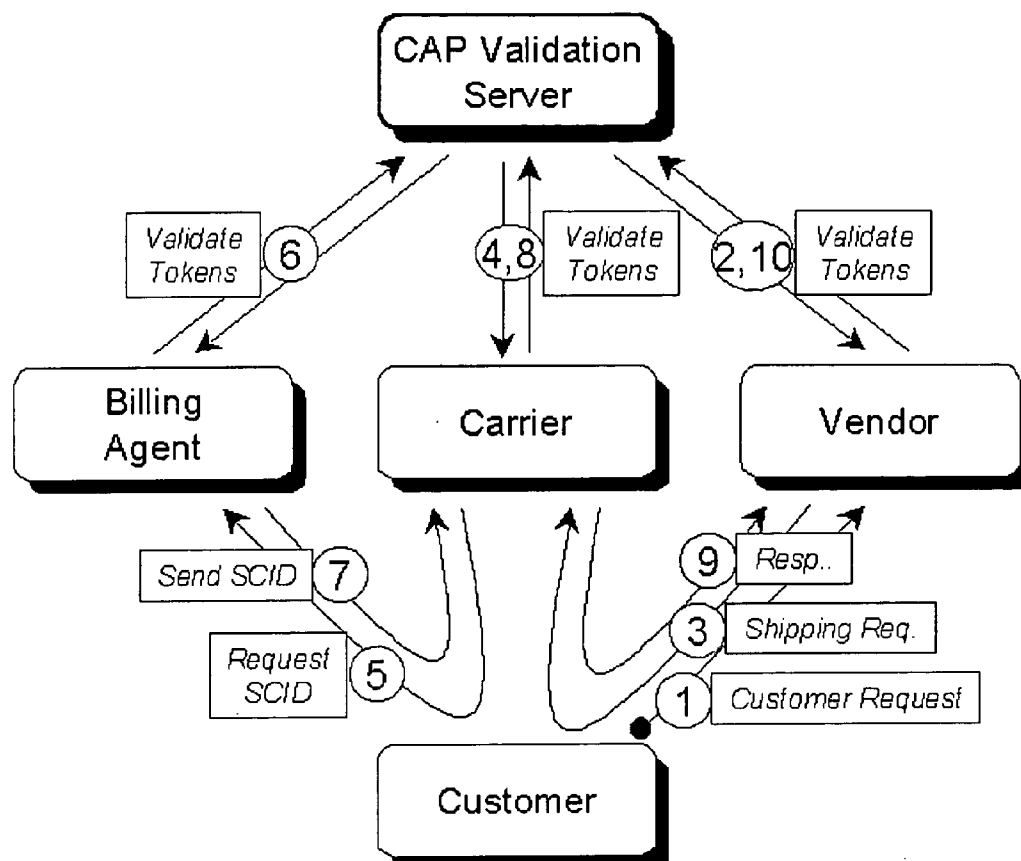 CAP Validation
Server
Validate
Tokens
6
4,8
Validate
Tokens
2,10
Validate
Tokens
Billing
Agent
Carrier
Vendor
Send SCID
7
9
Resp..
3
Shipping Req.
Request
SCID
5
1
Customer Request
Customer